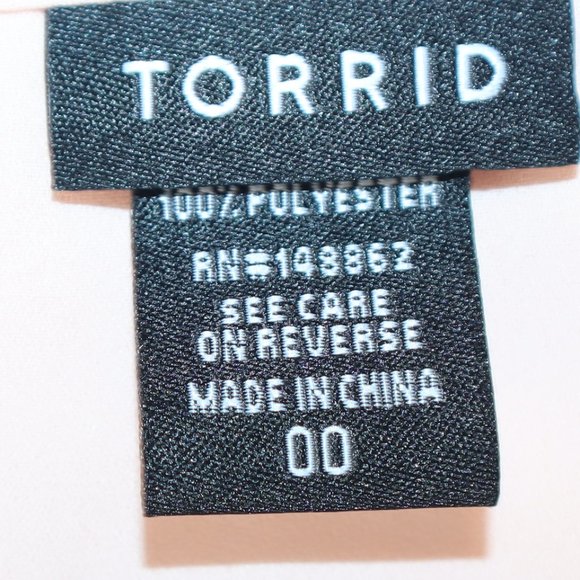 TORRID
100% POLYESTER
RN#148862
SEE CARE
ON REVERSE
MADE IN CHINA
00